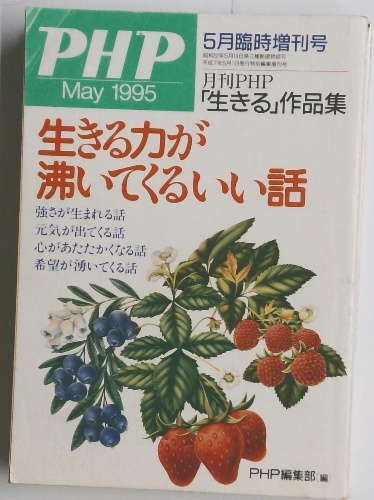 PHP
May 1995
5月臨時増刊号
月刊PHP
「生きる」作品集
生きる力が
沸いてくるいい話
強さが生まれる話
元気が出てくる話
心があたたかくなる話
希望が湧いてくる話
PHP編集部 編